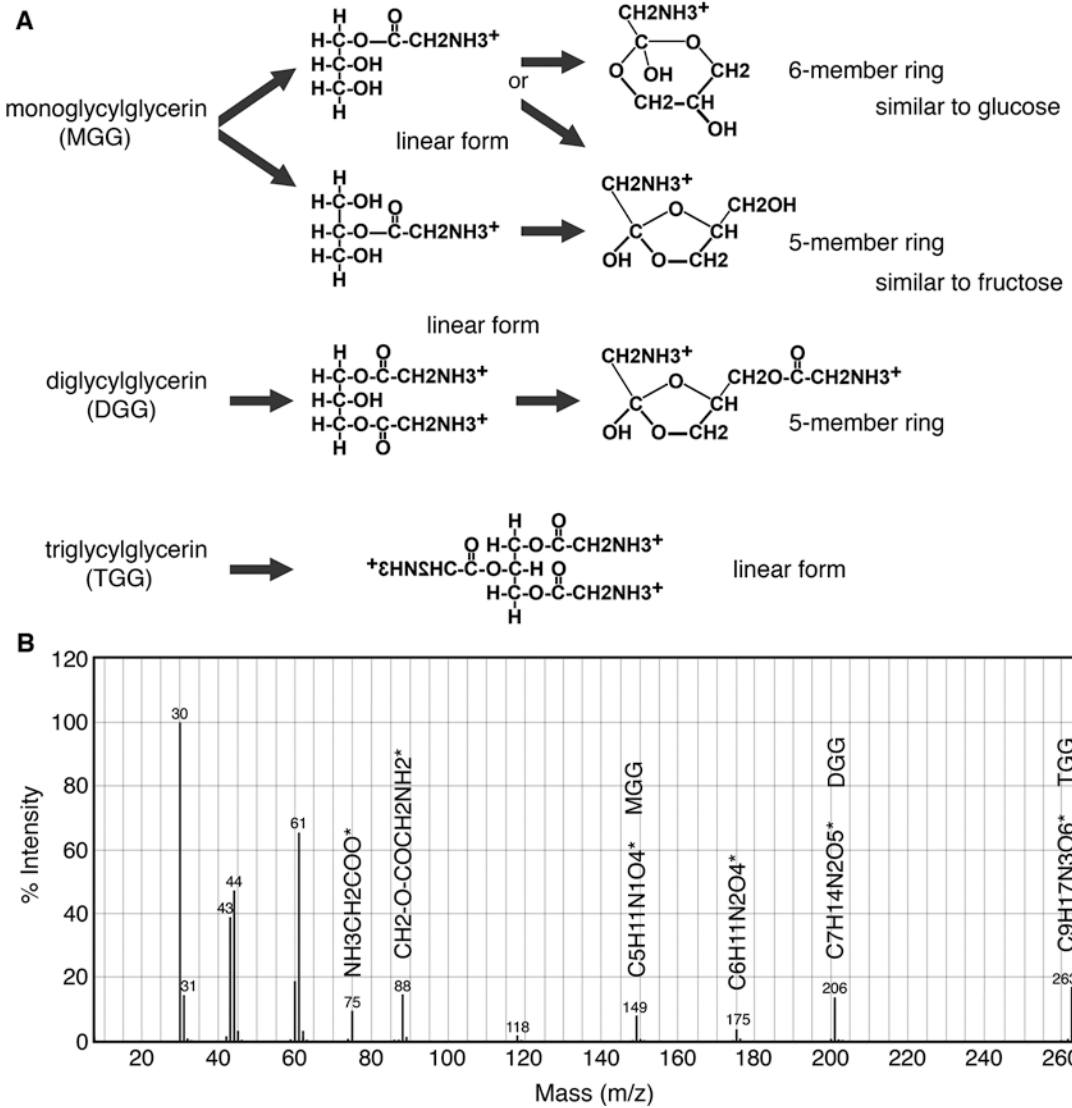 A
monoglycylglycerin
(MGG)
H
H-C-O-C-CH2NH3+
O
H-C-OH
H-C-OH
H
linear form
or
CH2NH3+
C
O
O
OH
CH2
CH2
CH
OH
6-member ring
similar to glucose
H
H-C-OH
O
H-C-O-C-CH2NH3+
H-C-OH
H
linear form
CH2NH3+
O
CH2OH
C
CH
OH
O-CH2
5-member ring
similar to fructose
diglycylglycerin
(DGG)
H
O
H-C-O-C-CH2NH3+
H-C-OH
H-C-O-C-CH2NH3+
H
O
CH2NH3+
O
CH2O-C-CH2NH3+
O
C
CH
OH
O-CH2
5-member ring
triglycylglycerin
(TGG)
H
O
H-C-O-C-CH2NH3+
O
+3HNCH2-C-O-C-H
O
H-C-O-C-CH2NH3+
H
linear form
B
% Intensity
120
100
80
60
40
20
0
30
31
43
44
61
75
NH3CH2COO*
88
CH2-O-COCH2NH2*
118
149
C5H11N1O4* MGG
175
C6H11N2O4*
206
C7H14N2O5* DGG
263
C9H17N3O6* TGG
20 40 60 80 100 120 140 160 180 200 220 240 260
Mass (m/z)